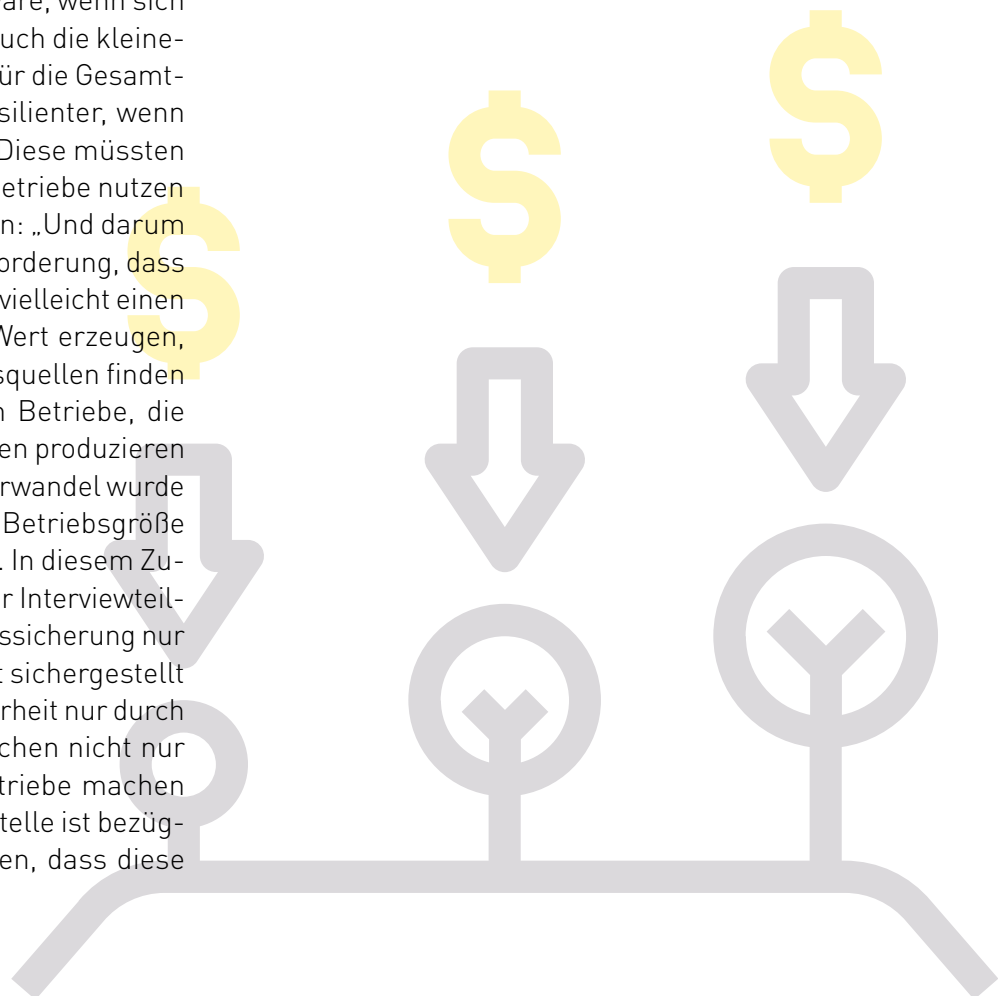 wäre, wenn sich
uch die kleine-
ür die Gesamt-
silienter, wenn
Diese müssten
etriebe nutzen
n: „Und darum
orderung, dass
vielleicht einen
Wert erzeugen,
squellen finden
n Betriebe, die
en produzieren
rwandel wurde
Betriebsgröße
. In diesem Zu-
r Interviewteil-
ssicherung nur
t sichergestellt
rheit nur durch
chen nicht nur
triebe machen
telle ist bezüg-
en, dass diese
$
$
$